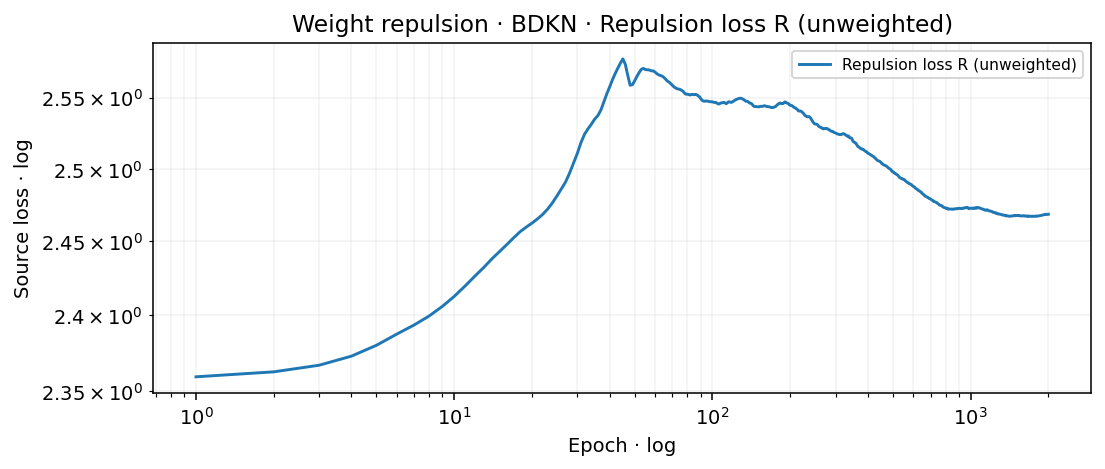 Weight repulsion · BDKN · Repulsion loss R (unweighted)
Repulsion loss R (unweighted)
Source loss · log
2.55 × 10⁰
2.5 × 10⁰
2.45 × 10⁰
2.4 × 10⁰
2.35 × 10⁰
10⁰ 10¹ 10² 10³
Epoch · log